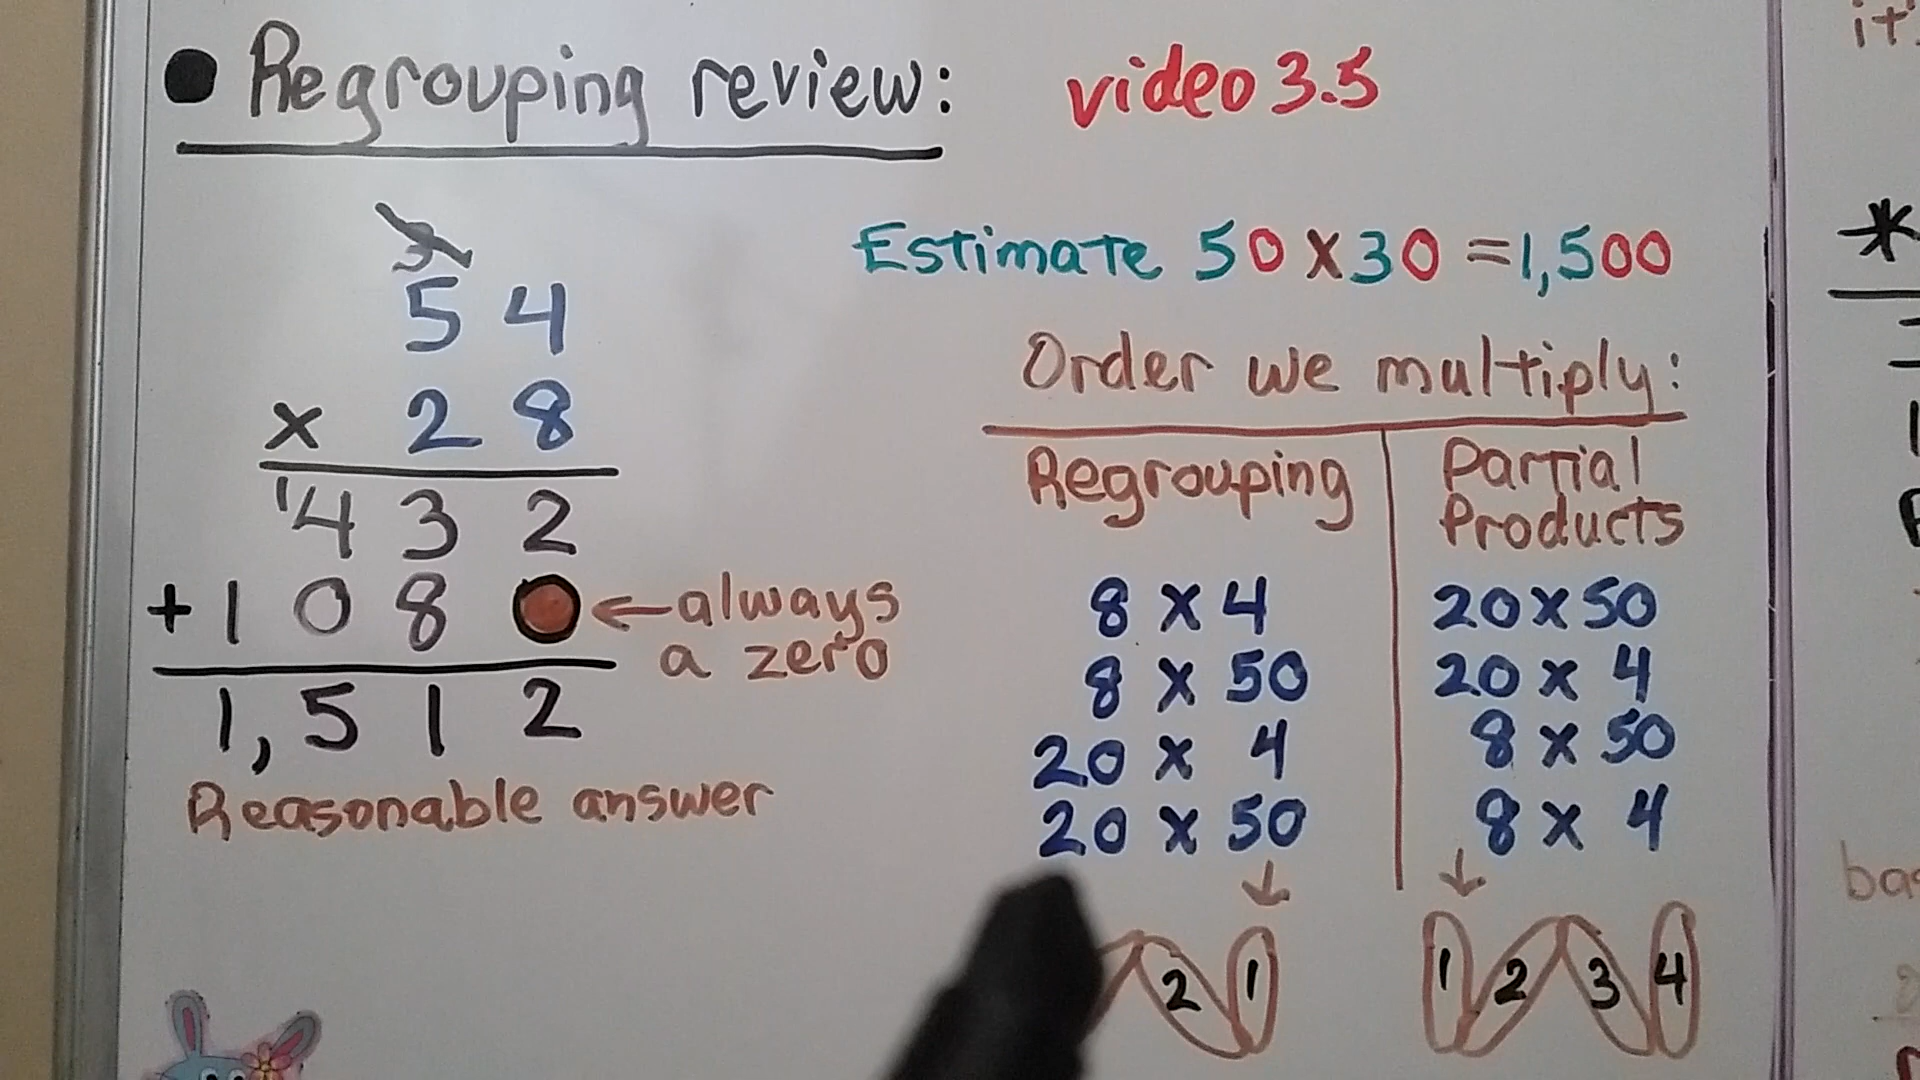 • Regrouping review: video 3.5
Estimate 50 x 30 = 1,500
3
54
x 28
1432
+ 1080 ← always a zero
1,512
Reasonable answer
Order we multiply:
Regrouping
8 x 4
8 x 50
20 x 4
20 x 50
2 1
Partial
Products
20 x 50
20 x 4
8 x 50
8 x 4
1 2 3 4
it's
*